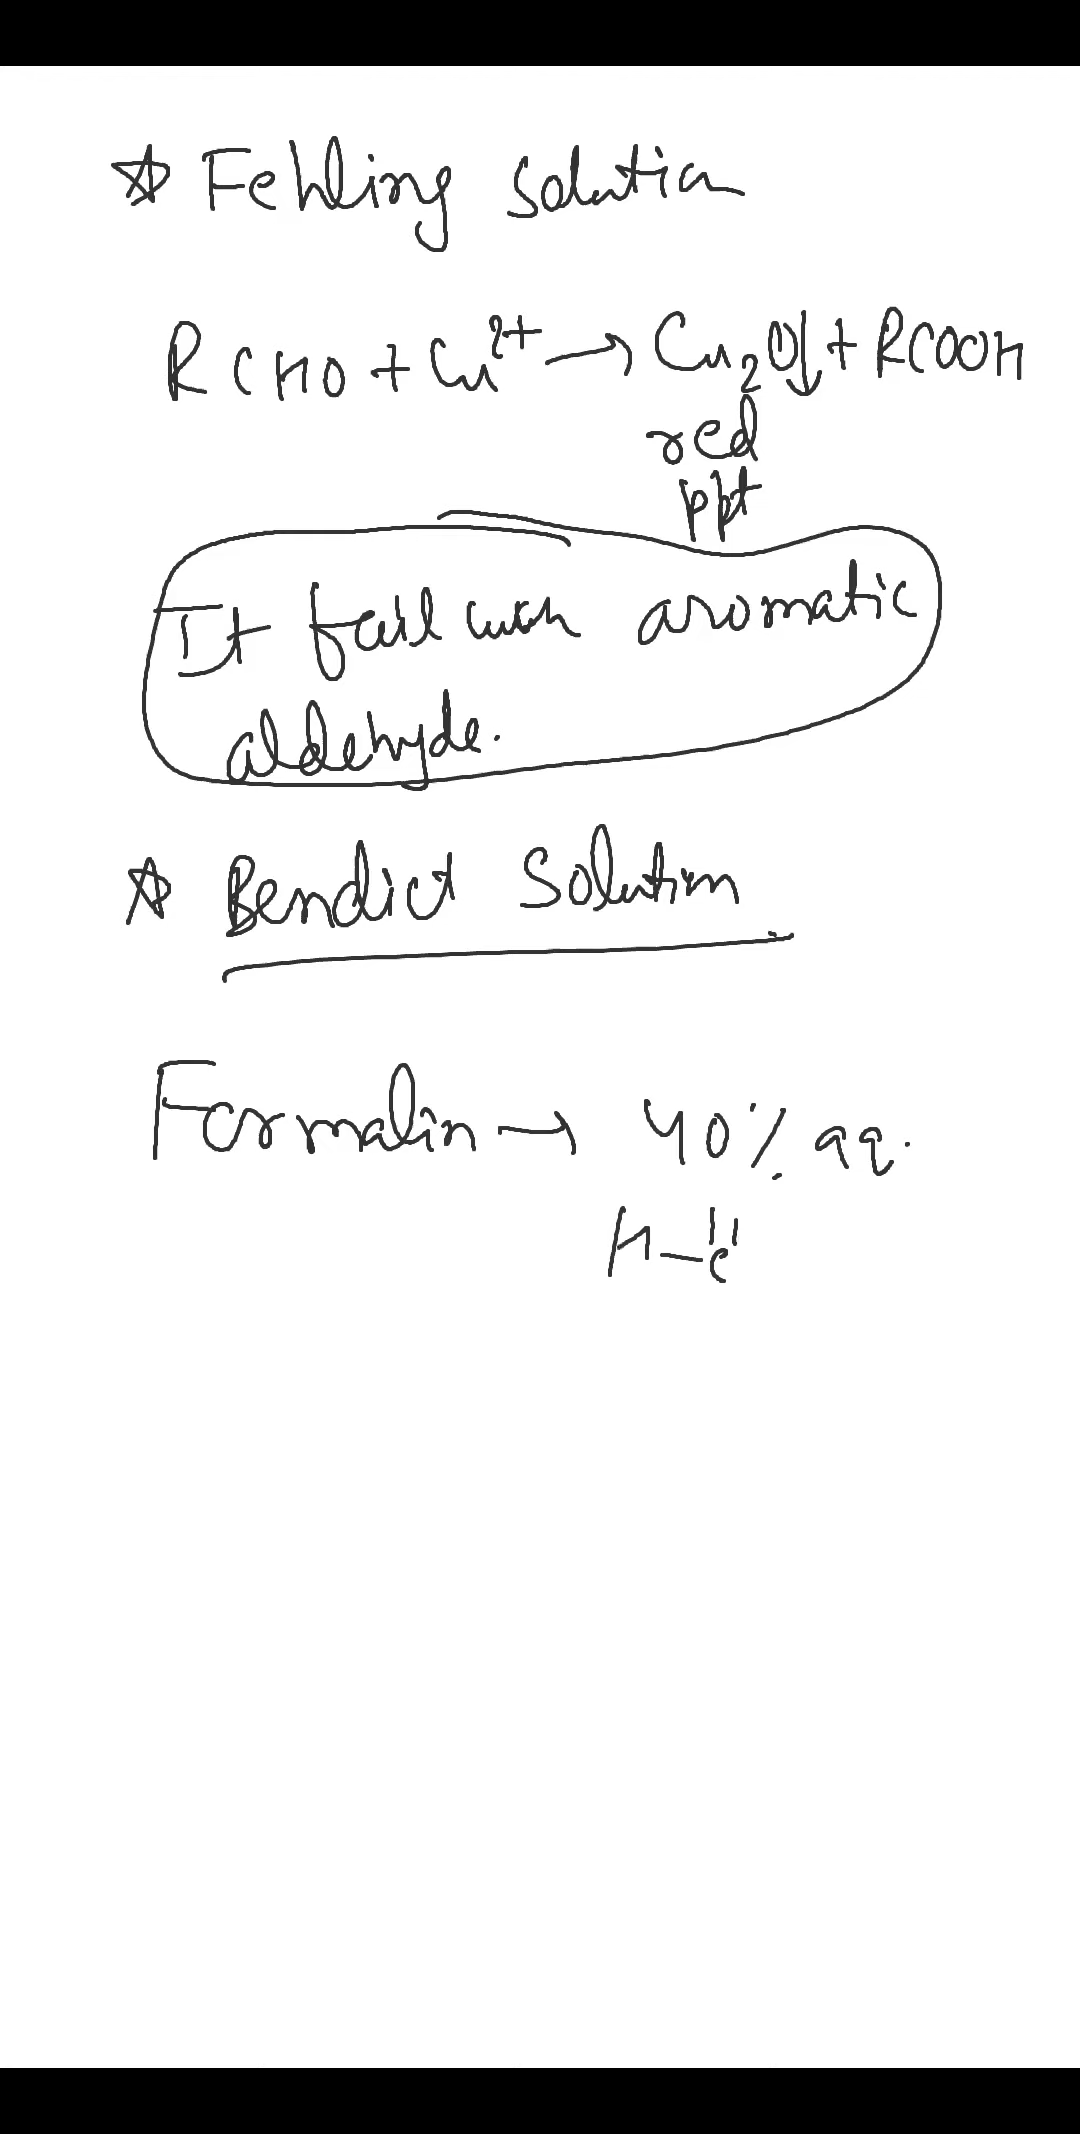 ☆ Fehling solution
RCHO + Cu²⁺ → Cu₂O↓ + RCOOH
red
ppt
It fail with aromatic
aldehyde.
☆ Bendict Solution
Formalin → 40% aq.
H–C"